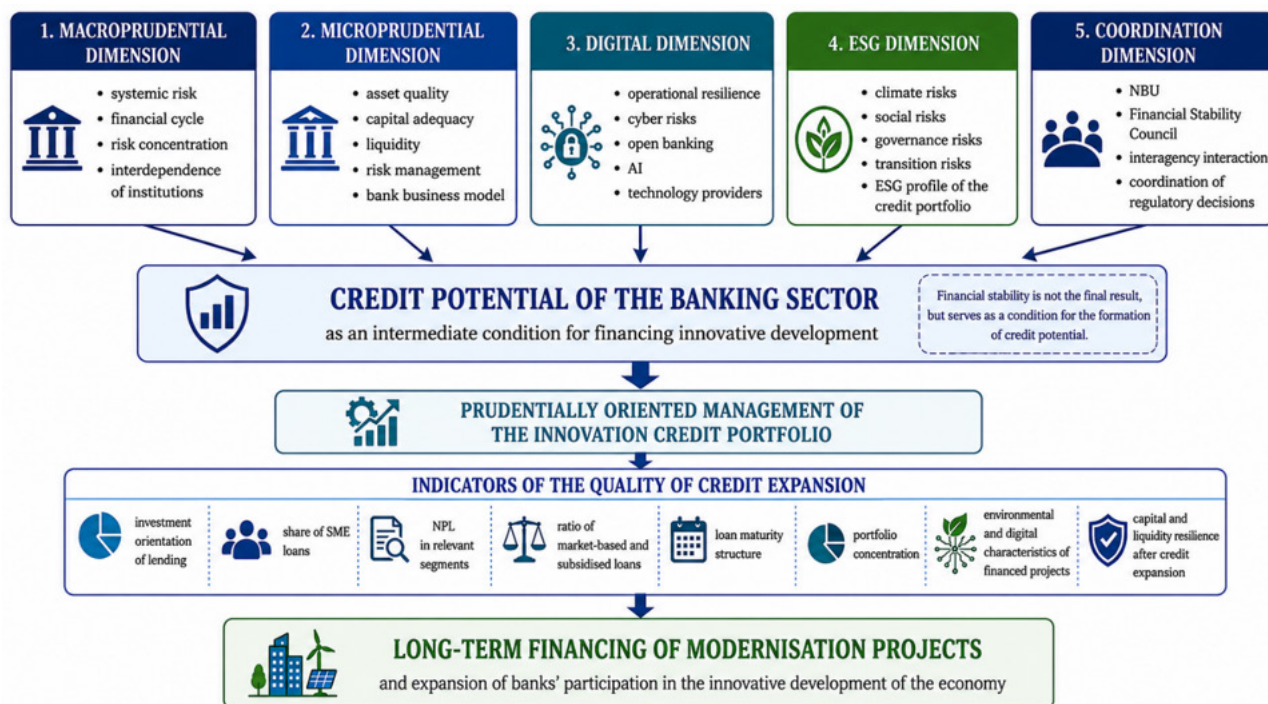 1. MACROPRUDENTIAL
DIMENSION
• systemic risk
• financial cycle
• risk concentration
• interdependence
of institutions
2. MICROPRUDENTIAL
DIMENSION
• asset quality
• capital adequacy
• liquidity
• risk management
• bank business model
3. DIGITAL DIMENSION
• operational resilience
• cyber risks
• open banking
• AI
• technology providers
4. ESG DIMENSION
• climate risks
• social risks
• governance risks
• transition risks
• ESG profile of the
credit portfolio
5. COORDINATION
DIMENSION
• NBU
• Financial Stability
Council
• interagency interaction
• coordination of
regulatory decisions
CREDIT POTENTIAL OF THE BANKING SECTOR
as an intermediate condition for financing innovative development
Financial stability is not the final result,
but serves as a condition for the formation
of credit potential.
PRUDENTIALLY ORIENTED MANAGEMENT OF
THE INNOVATION CREDIT PORTFOLIO
INDICATORS OF THE QUALITY OF CREDIT EXPANSION
investment
orientation
of lending
share of SME
loans
NPL
in relevant
segments
ratio of
market-based and
subsidised loans
loan maturity
structure
portfolio
concentration
environmental
and digital
characteristics of
financed projects
capital and
liquidity resilience
after credit
expansion
LONG-TERM FINANCING OF MODERNISATION PROJECTS
and expansion of banks' participation in the innovative development of the economy